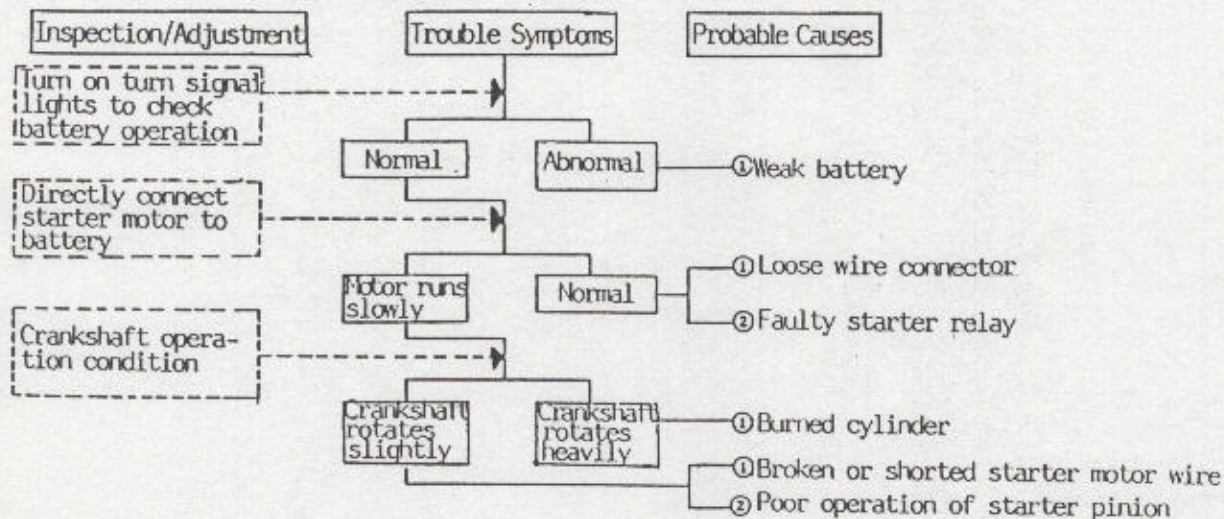 Inspection/Adjustment
Trouble Symptoms
Probable Causes
Turn on turn signal
lights to check
battery operation
Normal
Abnormal
①Weak battery
Directly connect
starter motor to
battery
Motor runs
slowly
Normal
①Loose wire connector
②Faulty starter relay
Crankshaft opera-
tion condition
Crankshaft
rotates
slightly
Crankshaft
rotates
heavily
①Burned cylinder
①Broken or shorted starter motor wire
②Poor operation of starter pinion